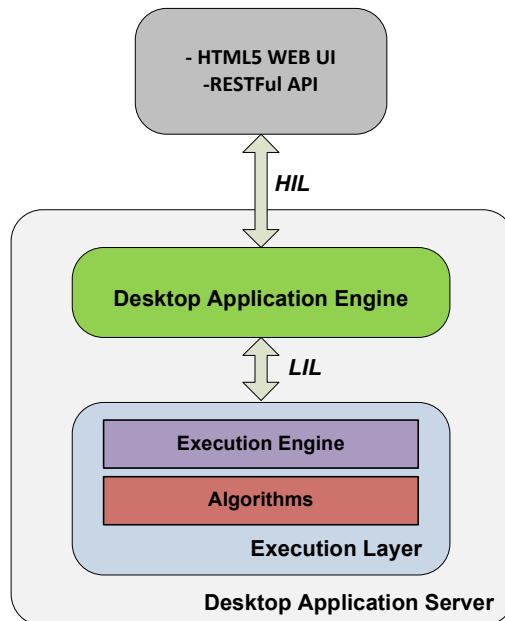 - HTML5 WEB UI
-RESTFul API
HIL
Desktop Application Engine
LIL
Execution Engine
Algorithms
Execution Layer
Desktop Application Server